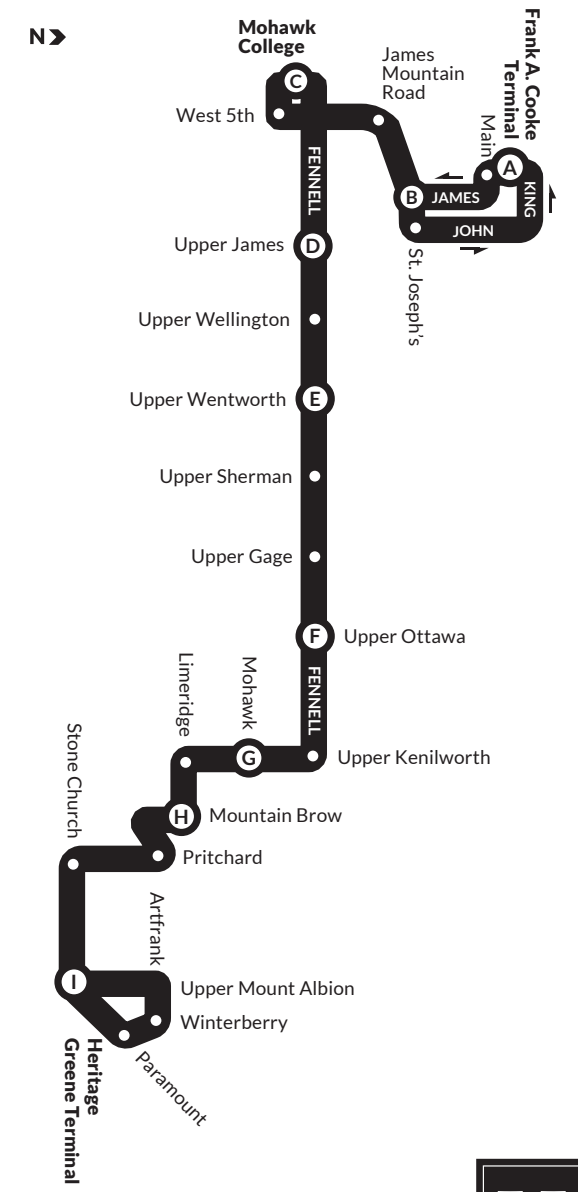 N
Mohawk
College
Frank A. Cooke
Terminal
James
Mountain
Road
Main
C
West 5th
A
B
JAMES
KING
JOHN
St. Joseph's
FENNELL
Upper James
D
Upper Wellington
Upper Wentworth
E
Upper Sherman
Upper Gage
F
Upper Ottawa
FENNELL
Limeridge
Mohawk
G
Upper Kenilworth
Stone Church
H
Mountain Brow
Pritchard
Artfrank
I
Upper Mount Albion
Winterberry
Paramount
Heritage
Greene Terminal